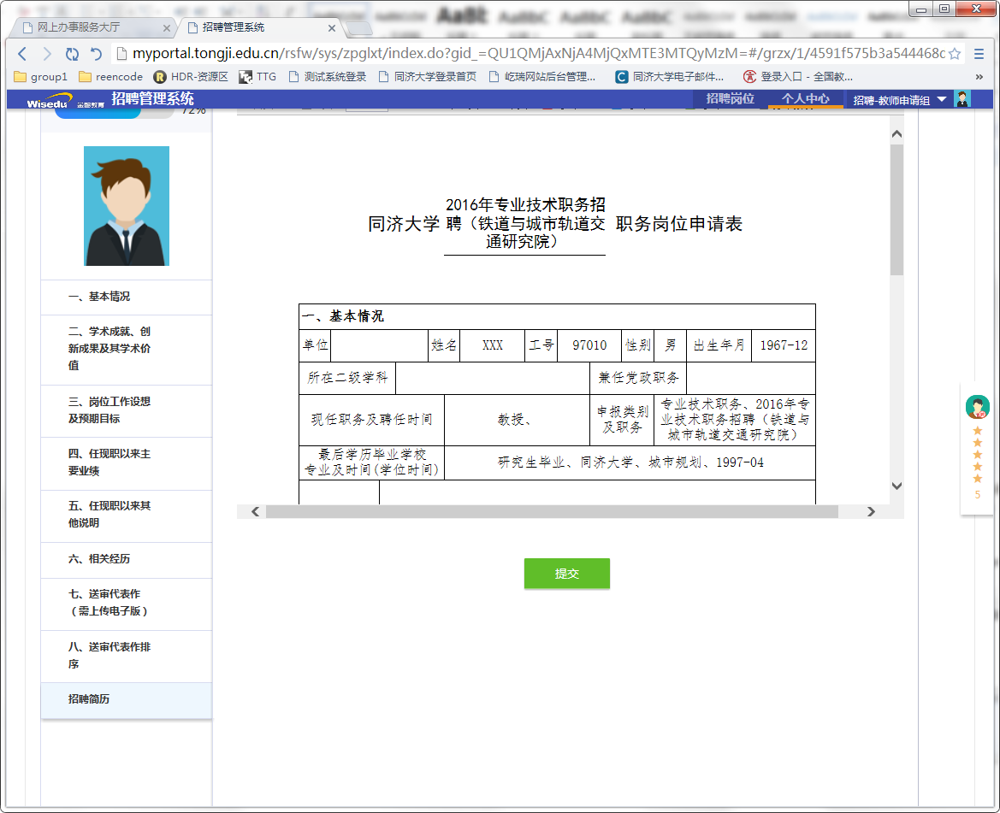 网上办事服务大厅
招聘管理系统
myportal.tongji.edu.cn/rsfw/sys/zpglxt/index.do?gid_=QU1QMjAxNjA4MjQxMTE3MTQyMzM=#/grzx/1/4591f575b3a544468c
group1 reencode HDR-资源区 TTG 测试系统登录 同济大学登录首页 屹瑞网站后台管理... 同济大学电子邮件... 登录入口 - 全国教... »
Wisedu 金智教育 招聘管理系统 招聘岗位 个人中心 招聘-教师申请组
72%
一、基本情况
二、学术成就、创
新成果及其学术价
值
三、岗位工作设想
及预期目标
四、任现职以来主
要业绩
五、任现职以来其
他说明
六、相关经历
七、送审代表作
（需上传电子版）
八、送审代表作排
序
招聘简历
2016年专业技术职务招
同济大学 聘（铁道与城市轨道交 职务岗位申请表
通研究院）
一、基本情况
单位 姓名 XXX 工号 97010 性别 男 出生年月 1967-12
所在二级学科 兼任党政职务
现任职务及聘任时间 教授、 申报类别
及职务 专业技术职务、2016年专
业技术职务招聘（铁道与
城市轨道交通研究院）
最后学历毕业学校
专业及时间(学位时间) 研究生毕业、同济大学、城市规划、1997-04
提交
5